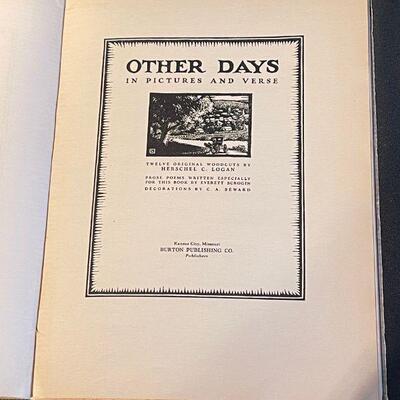 OTHER DAYS
IN PICTURES AND VERSE
TWELVE ORIGINAL WOODCUTS BY
HERSCHEL C. LOGAN
PROSE POEMS WRITTEN ESPECIALLY
FOR THIS BOOK BY EVERETT SCROGIN
DECORATIONS BY C. A. SEWARD
Kansas City, Missouri
BURTON PUBLISHING CO.
Publishers